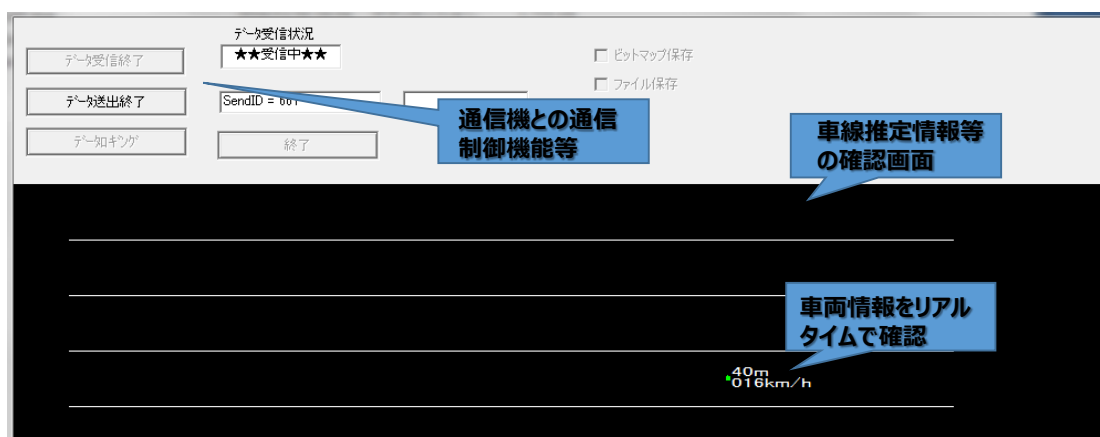 データ受信状況
データ受信終了
★★受信中★★
ビットマップ保存
ファイル保存
データ送出終了
SendID =
通信機との通信
制御機能等
データロギング
終了
車線推定情報等
の確認画面
車両情報をリアル
タイムで確認
40m
016km/h